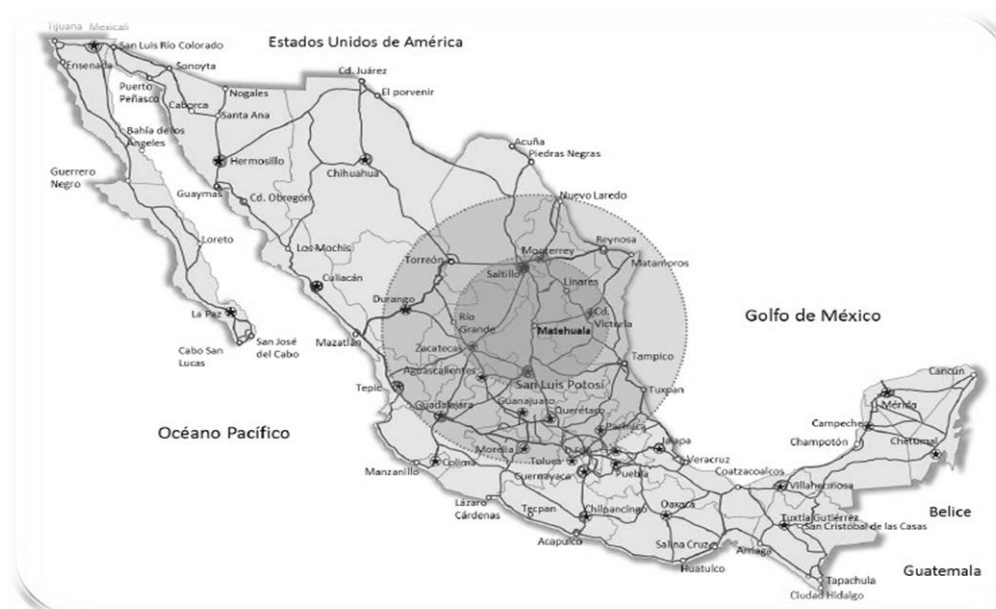 Tijuana Mexicali
San Luis Río Colorado
Estados Unidos de América
Ensenada
Sonoyta
Cd. Juárez
El porvenir
Puerto
Peñasco
Nogales
Caborca
Santa Ana
Bahía de los
Ángeles
Acuña
Piedras Negras
Hermosillo
Chihuahua
Guerrero
Negro
Guaymas
Cd. Obregón
Nuevo Laredo
Loreto
Los Mochis
Monterrey
Reynosa
Torreón
Saltillo
Matamoros
Culiacán
Linares
Durango
La Paz
Río
Grande
Cd.
Victoria
Matehuala
Golfo de México
San José
del Cabo
Cabo San
Lucas
Mazatlán
Zacatecas
Tampico
Aguascalientes
San Luis Potosí
Cancún
Tepic
Tuxpan
Guanajuato
Guadalajara
Querétaro
Mérida
Océano Pacífico
Pachuca
Campeche
Champotón
Chetumal
Jalapa
Morelia
Toluca
Veracruz
Manzanillo
Colima
Cuernavaca
Puebla
Coatzacoalcos
Villahermosa
Lázaro
Cárdenas
Tecpan
Chilpancingo
Oaxaca
Belice
Tuxtla Gutiérrez
San Cristobal de las Casas
Acapulco
Salina Cruz
Arriaga
Huatulco
Guatemala
Tapachula
Ciudad Hidalgo